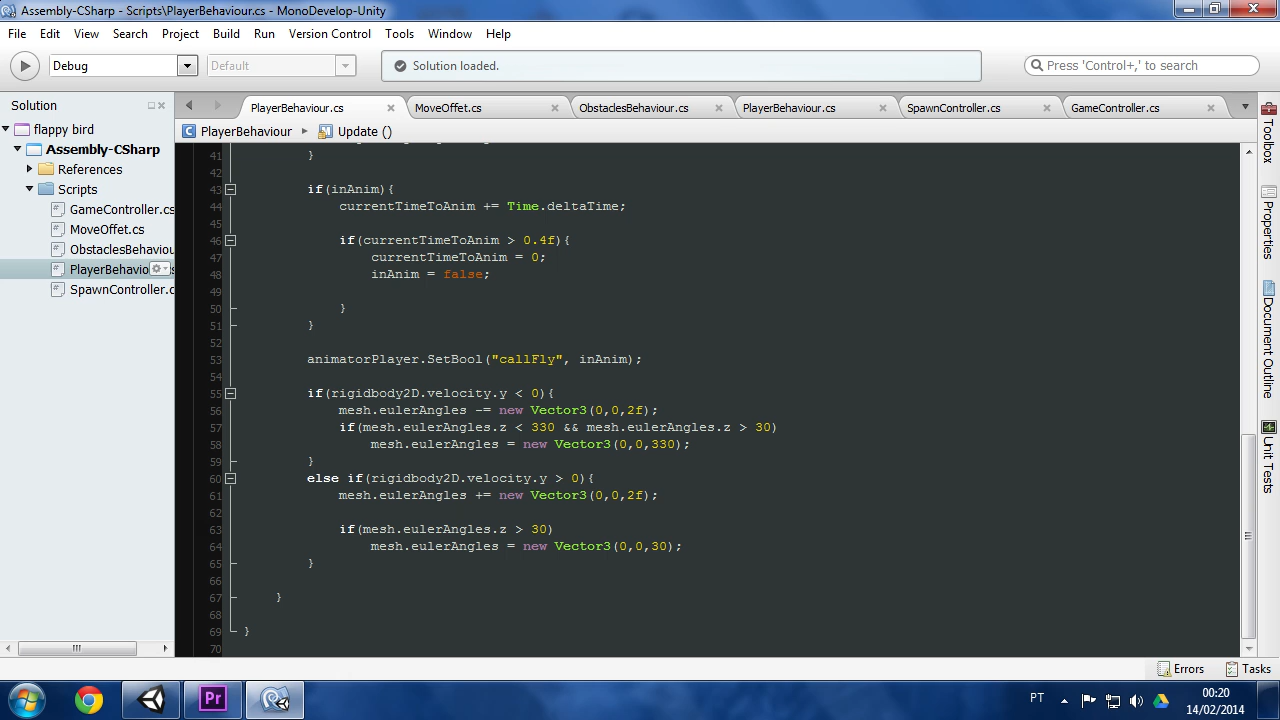 Assembly-CSharp - Scripts\PlayerBehaviour.cs - MonoDevelop-Unity
File Edit View Search Project Build Run Version Control Tools Window Help
Debug Default Solution loaded. Press 'Control+,' to search
Solution
PlayerBehaviour.cs MoveOffet.cs ObstaclesBehaviour.cs PlayerBehaviour.cs SpawnController.cs GameController.cs
PlayerBehaviour Update ()
flappy bird
Assembly-CSharp
References
Scripts
GameController.cs
MoveOffet.cs
ObstaclesBehaviou
PlayerBehavio
SpawnController.c
41 }
42
43 if(inAnim){
44 currentTimeToAnim += Time.deltaTime;
45
46 if(currentTimeToAnim > 0.4f){
47 currentTimeToAnim = 0;
48 inAnim = false;
49
50 }
51 }
52
53 animatorPlayer.SetBool("callFly", inAnim);
54
55 if(rigidbody2D.velocity.y < 0){
56 mesh.eulerAngles -= new Vector3(0,0,2f);
57 if(mesh.eulerAngles.z < 330 && mesh.eulerAngles.z > 30)
58 mesh.eulerAngles = new Vector3(0,0,330);
59 }
60 else if(rigidbody2D.velocity.y > 0){
61 mesh.eulerAngles += new Vector3(0,0,2f);
62
63 if(mesh.eulerAngles.z > 30)
64 mesh.eulerAngles = new Vector3(0,0,30);
65 }
66
67 }
68
69 }
70
Toolbox
Properties
Document Outline
Unit Tests
Errors Tasks
Pr
PT
00:20
14/02/2014